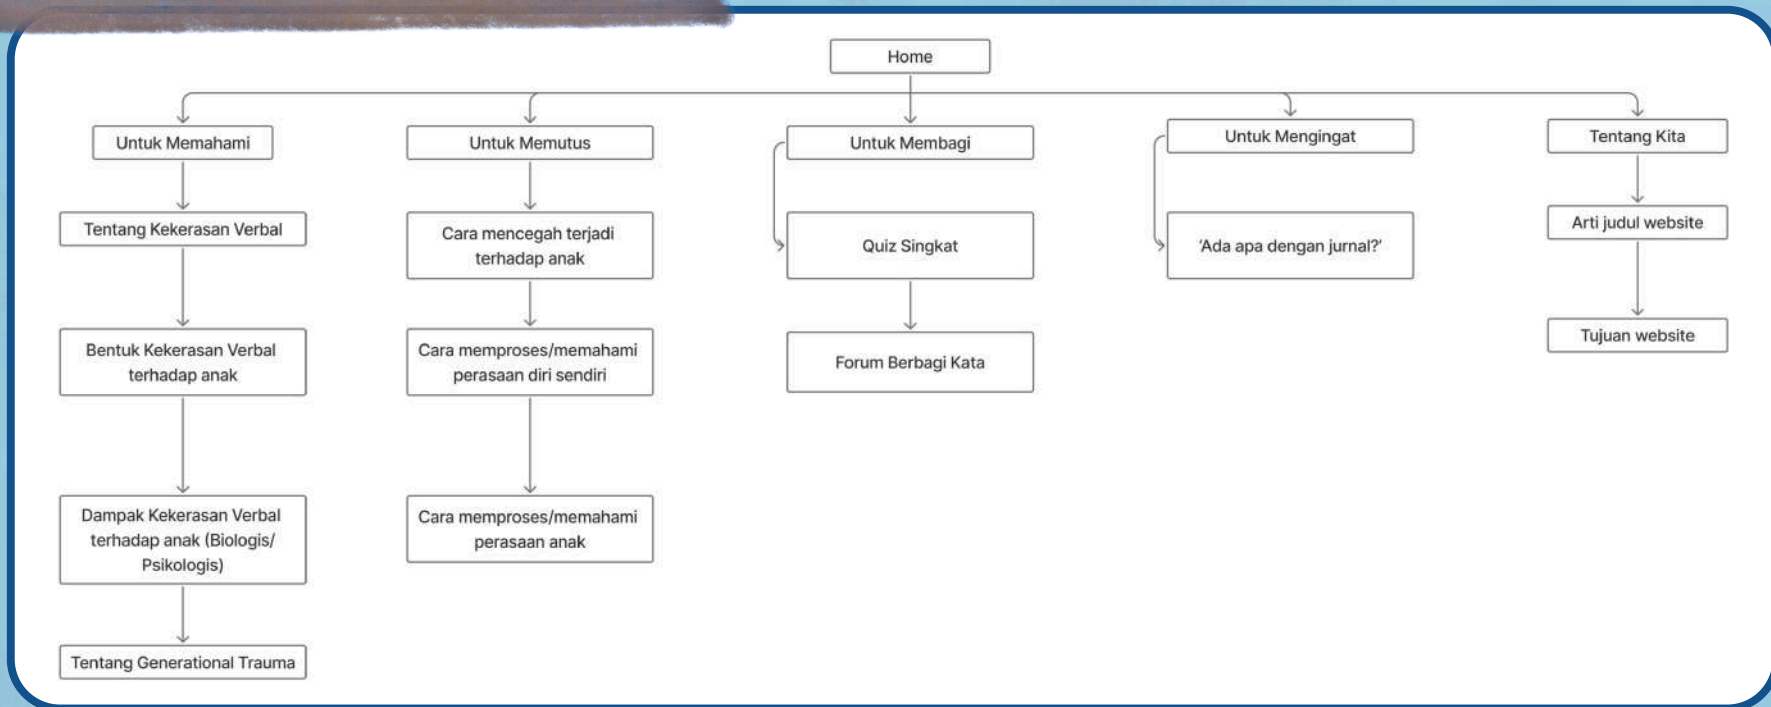 Home
Untuk Memahami
Tentang Kekerasan Verbal
Bentuk Kekerasan Verbal
terhadap anak
Dampak Kekerasan Verbal
terhadap anak (Biologis/
Psikologis)
Tentang Generational Trauma
Untuk Memutus
Cara mencegah terjadi
terhadap anak
Cara memproses/memahami
perasaan diri sendiri
Cara memproses/memahami
perasaan anak
Untuk Membagi
Quiz Singkat
Forum Berbagi Kata
Untuk Mengingat
'Ada apa dengan jurnal?'
Tentang Kita
Arti judul website
Tujuan website